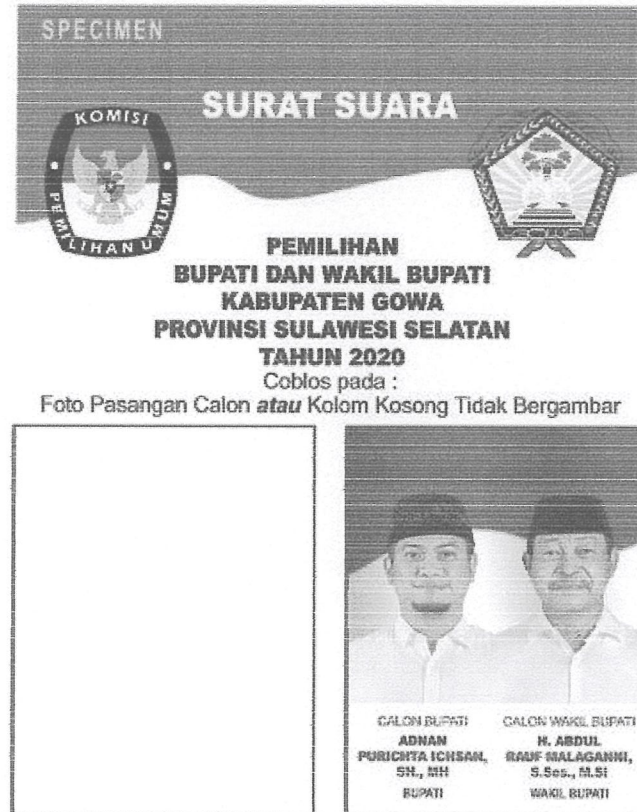 SPECIMEN
SURAT SUARA
KOMISI
PEMILIHAN UMUM
PEMILIHAN
BUPATI DAN WAKIL BUPATI
KABUPATEN GOWA
PROVINSI SULAWESI SELATAN
TAHUN 2020
Coblos pada :
Foto Pasangan Calon atau Kolom Kosong Tidak Bergambar
CALON BUPATI
ADNAN
PURICHTA ICHSAN,
SH., MH
BUPATI
CALON WAKIL BUPATI
H. ABDUL
RAUF MALAGANNI,
S.Sos., M.Si
WAKIL BUPATI